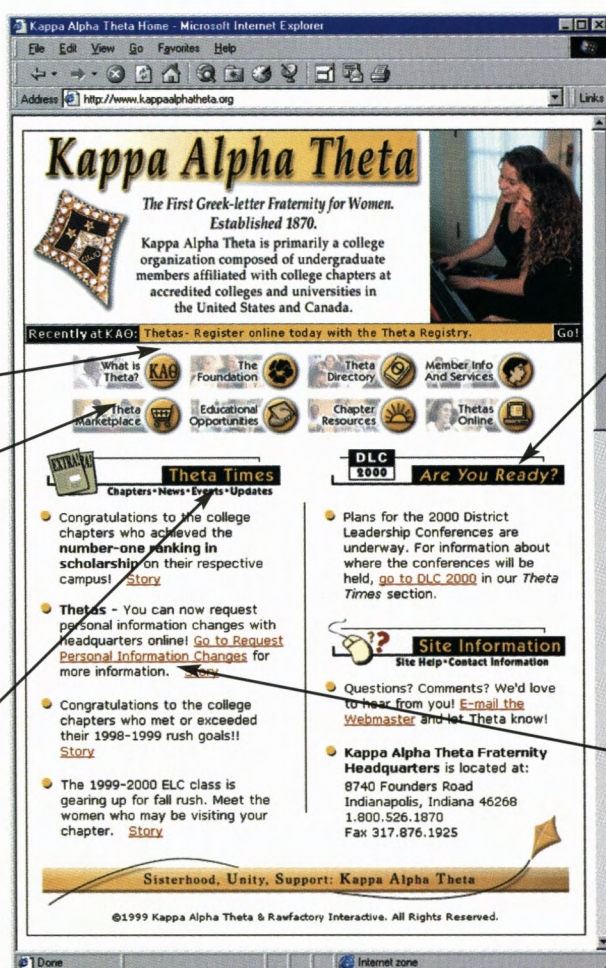 Kappa Alpha Theta Home - Microsoft Internet Explorer
File Edit View Go Favorites Help
Address http://www.kappaalphatheta.org Links
Kappa Alpha Theta
The First Greek-letter Fraternity for Women.
Established 1870.
Kappa Alpha Theta is primarily a college
organization composed of undergraduate
members affiliated with college chapters at
accredited colleges and universities in
the United States and Canada.
Recently at ΚΑΘ: Thetas- Register online today with the Theta Registry. Go!
What is
Theta?
ΚΑΘ
The
Foundation
Theta
Directory
Member Info
And Services
Theta
Marketplace
Educational
Opportunities
Chapter
Resources
Thetas
Online
EXTRA!
Theta Times
Chapters•News•Events•Updates
Congratulations to the college
chapters who achieved the
number-one ranking in
scholarship on their respective
campus! Story
Thetas - You can now request
personal information changes with
headquarters online! Go to Request
Personal Information Changes for
more information. Story
Congratulations to the college
chapters who met or exceeded
their 1998-1999 rush goals!!
Story
The 1999-2000 ELC class is
gearing up for fall rush. Meet the
women who may be visiting your
chapter. Story
DLC
2000
Are You Ready?
Plans for the 2000 District
Leadership Conferences are
underway. For information about
where the conferences will be
held, go to DLC 2000 in our Theta
Times section.
??
Site Information
Site Help•Contact Information
Questions? Comments? We'd love
to hear from you! E-mail the
Webmaster and let Theta know!
Kappa Alpha Theta Fraternity
Headquarters is located at:
8740 Founders Road
Indianapolis, Indiana 46268
1.800.526.1870
Fax 317.876.1925
Sisterhood, Unity, Support: Kappa Alpha Theta
©1999 Kappa Alpha Theta & Rawfactory Interactive. All Rights Reserved.
Done Internet zone